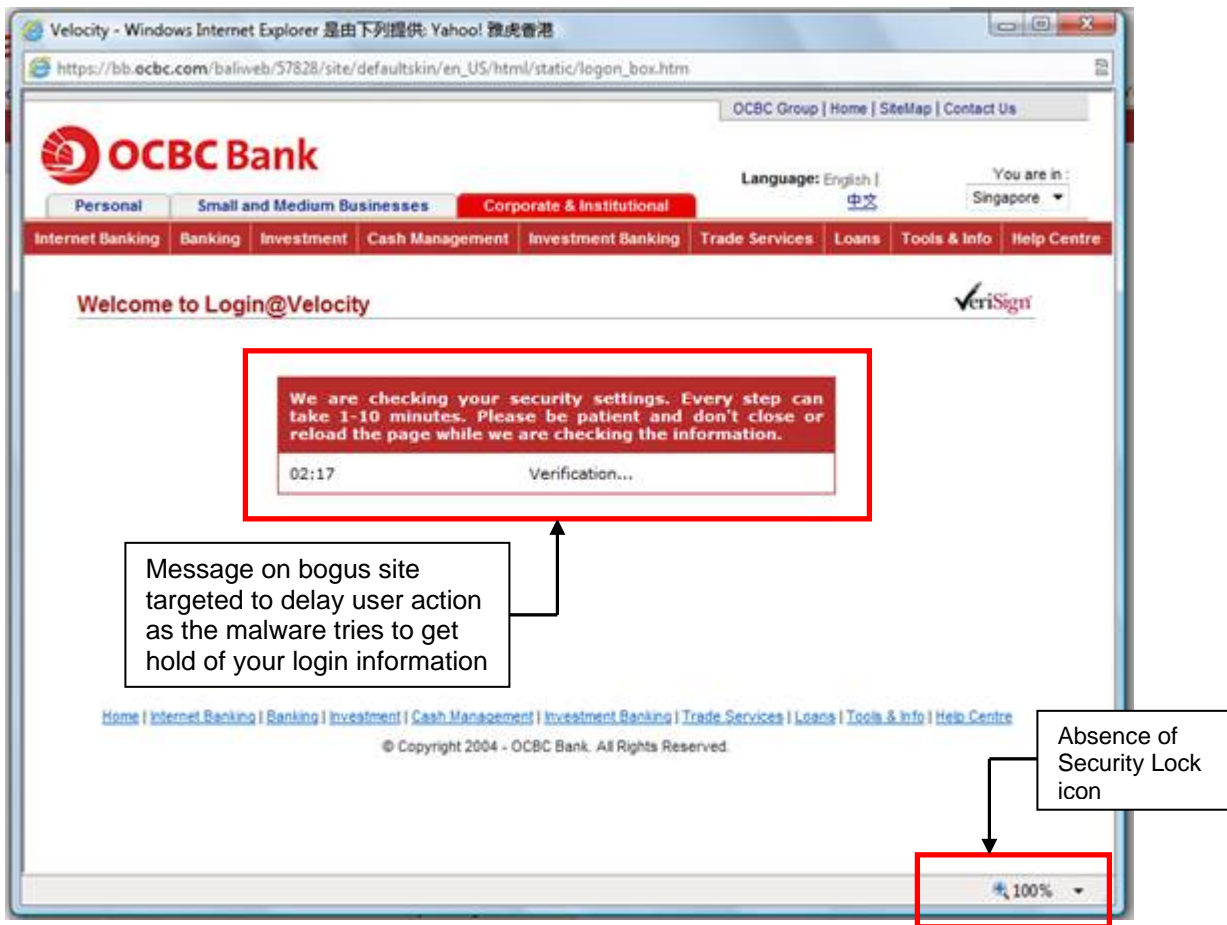 Velocity - Windows Internet Explorer 是由下列提供: Yahoo! 雅虎香港
https://bb.ocbc.com/baliweb/57828/site/defaultskin/en_US/html/static/logon_box.htm
OCBC Group | Home | SiteMap | Contact Us
OCBC Bank
Language: English | 中文
You are in :
Singapore
Personal Small and Medium Businesses Corporate & Institutional
Internet Banking Banking Investment Cash Management Investment Banking Trade Services Loans Tools & Info Help Centre
Welcome to Login@Velocity
VeriSign
We are checking your security settings. Every step can
take 1-10 minutes. Please be patient and don't close or
reload the page while we are checking the information.
02:17 Verification...
Message on bogus site
targeted to delay user action
as the malware tries to get
hold of your login information
Home | Internet Banking | Banking | Investment | Cash Management | Investment Banking | Trade Services | Loans | Tools & Info | Help Centre
© Copyright 2004 - OCBC Bank. All Rights Reserved.
Absence of
Security Lock
icon
100%